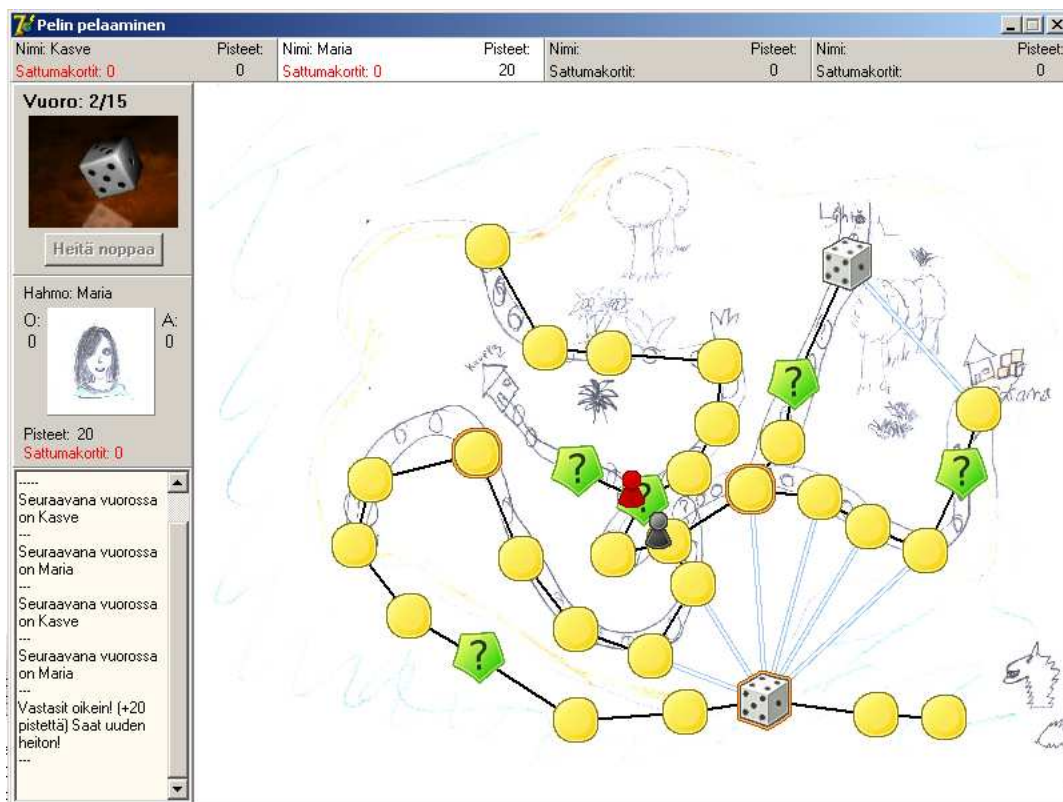 Pelin pelaaminen
Nimi: Kasve Pisteet:
Sattumakortit: 0 0
Nimi: Maria Pisteet:
Sattumakortit: 0 20
Nimi: Pisteet:
Sattumakortit: 0
Nimi: Pisteet:
Sattumakortit: 0
Vuoro: 2/15
Heitä noppaa
Hahmo: Maria
O: A:
0 0
Pisteet: 20
Sattumakortit: 0
-----
Seuraavana vuorossa
on Kasve
---
Seuraavana vuorossa
on Maria
---
Seuraavana vuorossa
on Kasve
---
Seuraavana vuorossa
on Maria
---
Vastasit oikein! (+20
pistettä) Saat uuden
heiton!
---
?
?
?
?
?